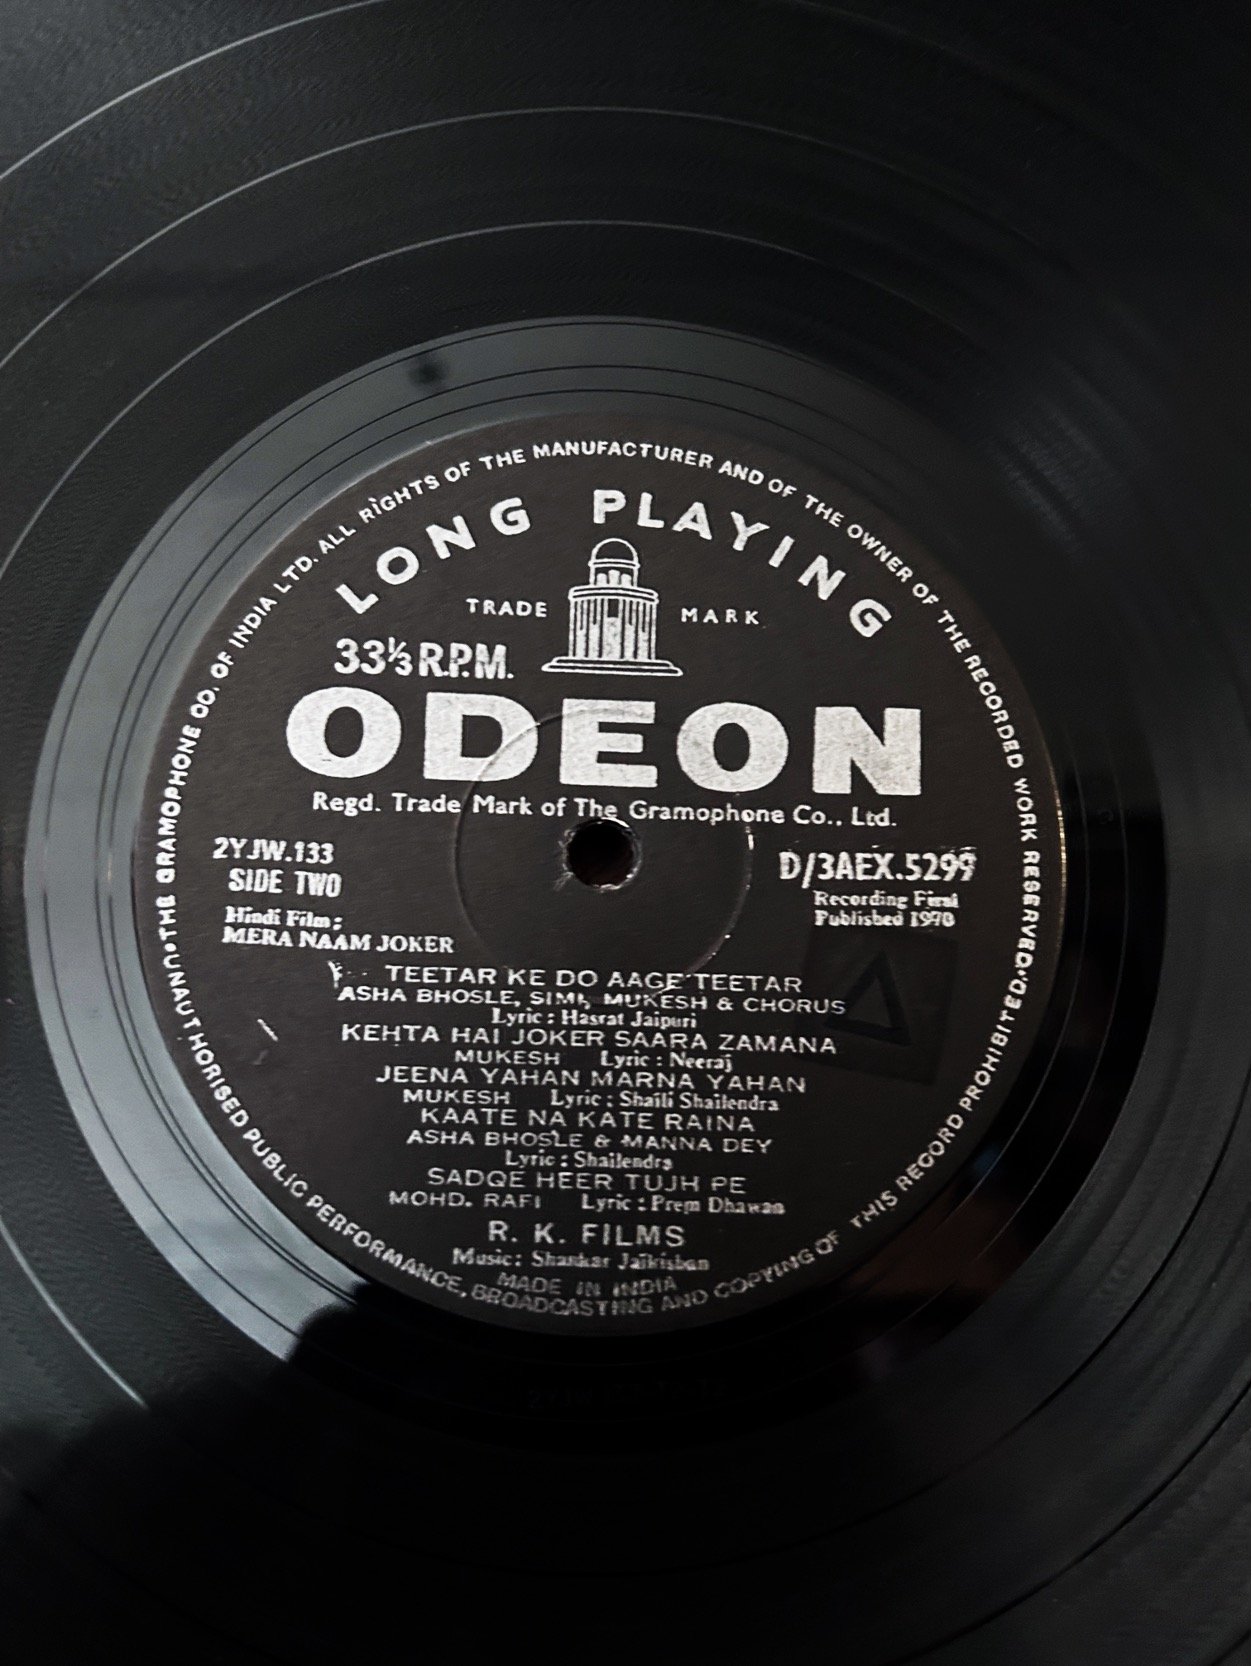 THE GRAMOPHONE CO. OF INDIA LTD. ALL RIGHTS OF THE MANUFACTURER AND OF THE OWNER OF THE RECORDED WORK RESERVED. UNAUTHORISED PUBLIC PERFORMANCE, BROADCASTING AND COPYING OF THIS RECORD PROHIBITED
LONG PLAYING
TRADE MARK
33⅓ R.P.M.
ODEON
Regd. Trade Mark of The Gramophone Co., Ltd.
2YJW.133
D/3AEX.5299
SIDE TWO
Recording First
Published 1970
Hindi Film:
MERA NAAM JOKER
TEETAR KE DO AAGE TEETAR
ASHA BHOSLE, SIMI, MUKESH & CHORUS
Lyric : Hasrat Jaipuri
KEHTA HAI JOKER SAARA ZAMANA
MUKESH Lyric : Neeraj
JEENA YAHAN MARNA YAHAN
MUKESH Lyric : Shaili Shailendra
KAATE NA KATE RAINA
ASHA BHOSLE & MANNA DEY
Lyric : Shailendra
SADQE HEER TUJH PE
MOHD. RAFI Lyric : Prem Dhawan
R. K. FILMS
Music: Shankar Jaikishan
MADE IN INDIA